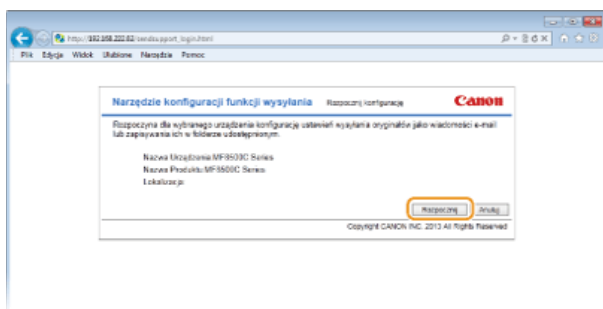 http://192.168.222.82/sendsupport_login.html
Plik Edycja Widok Ulubione Narzędzia Pomoc
Narzędzie konfiguracji funkcji wysyłania Rozpocznij konfigurację Canon
Rozpoczyna dla wybranego urządzenia konfigurację ustawień wysyłania oryginałów jako wiadomości e-mail
lub zapisywania ich w folderze udostępnionym.
Nazwa Urządzenia:MF8500C Series
Nazwa Produktu:MF8500C Series
Lokalizacja:
Rozpocznij Anuluj
Copyright CANON INC. 2013 All Rights Reserved